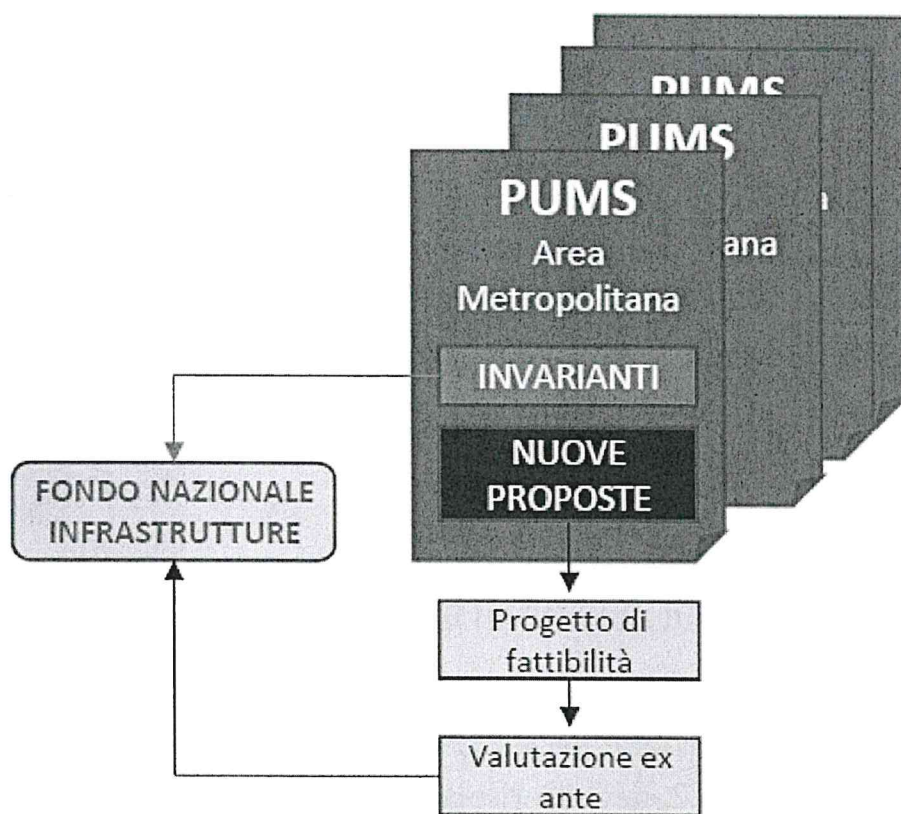 PUMS
PUMS
ana
PUMS
Area
Metropolitana
INVARIANTI
NUOVE
PROPOSTE
FONDO NAZIONALE
INFRASTRUTTURE
Progetto di
fattibilità
Valutazione ex
ante